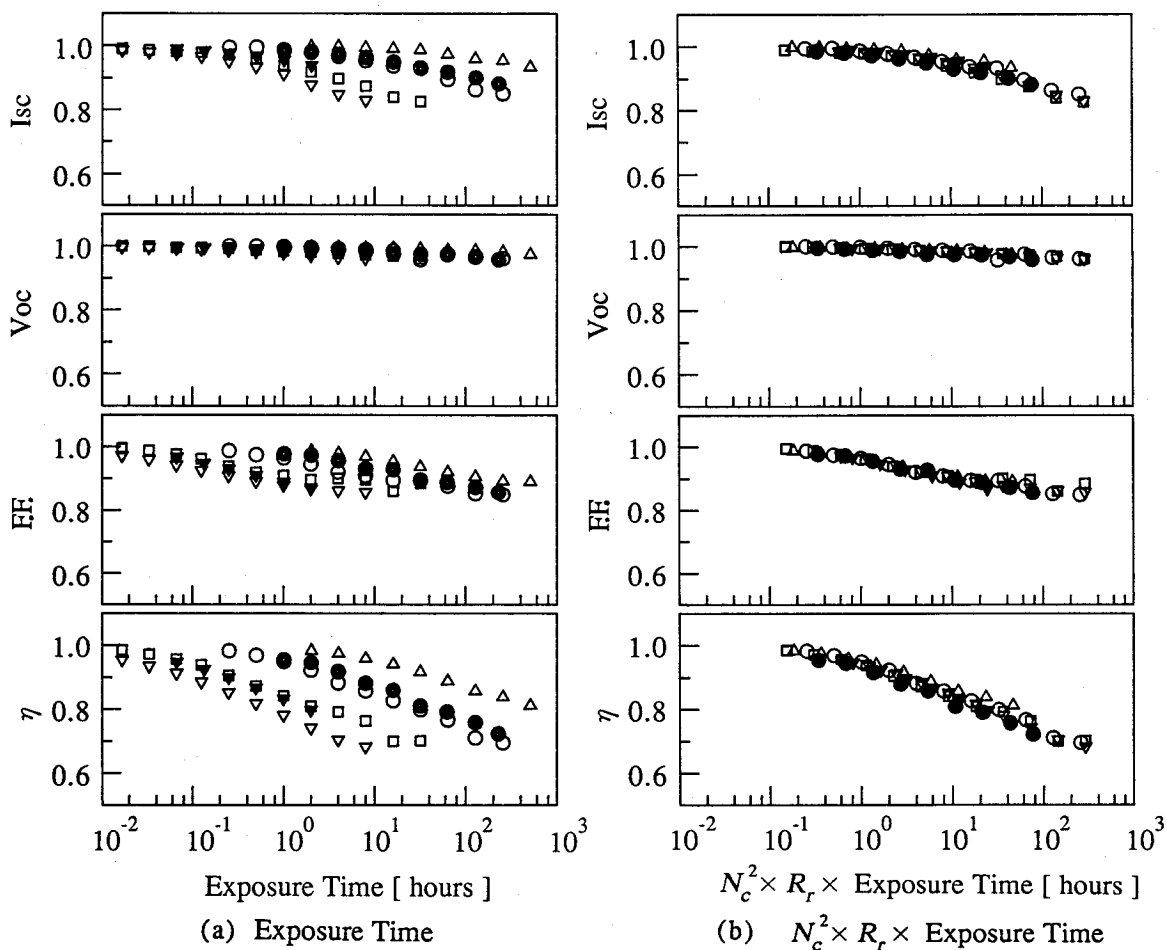 1.0
0.8
0.6
Isc
1.0
0.8
0.6
Voc
1.0
0.8
0.6
F.F.
1.0
0.8
0.6
η
10^-2 10^-1 10^0 10^1 10^2 10^3
Exposure Time [ hours ]
(a) Exposure Time
1.0
0.8
0.6
Isc
1.0
0.8
0.6
Voc
1.0
0.8
0.6
F.F.
1.0
0.8
0.6
η
10^-2 10^-1 10^0 10^1 10^2 10^3
N_c^2 × R_r × Exposure Time [ hours ]
(b) N_c^2 × R_r × Exposure Time